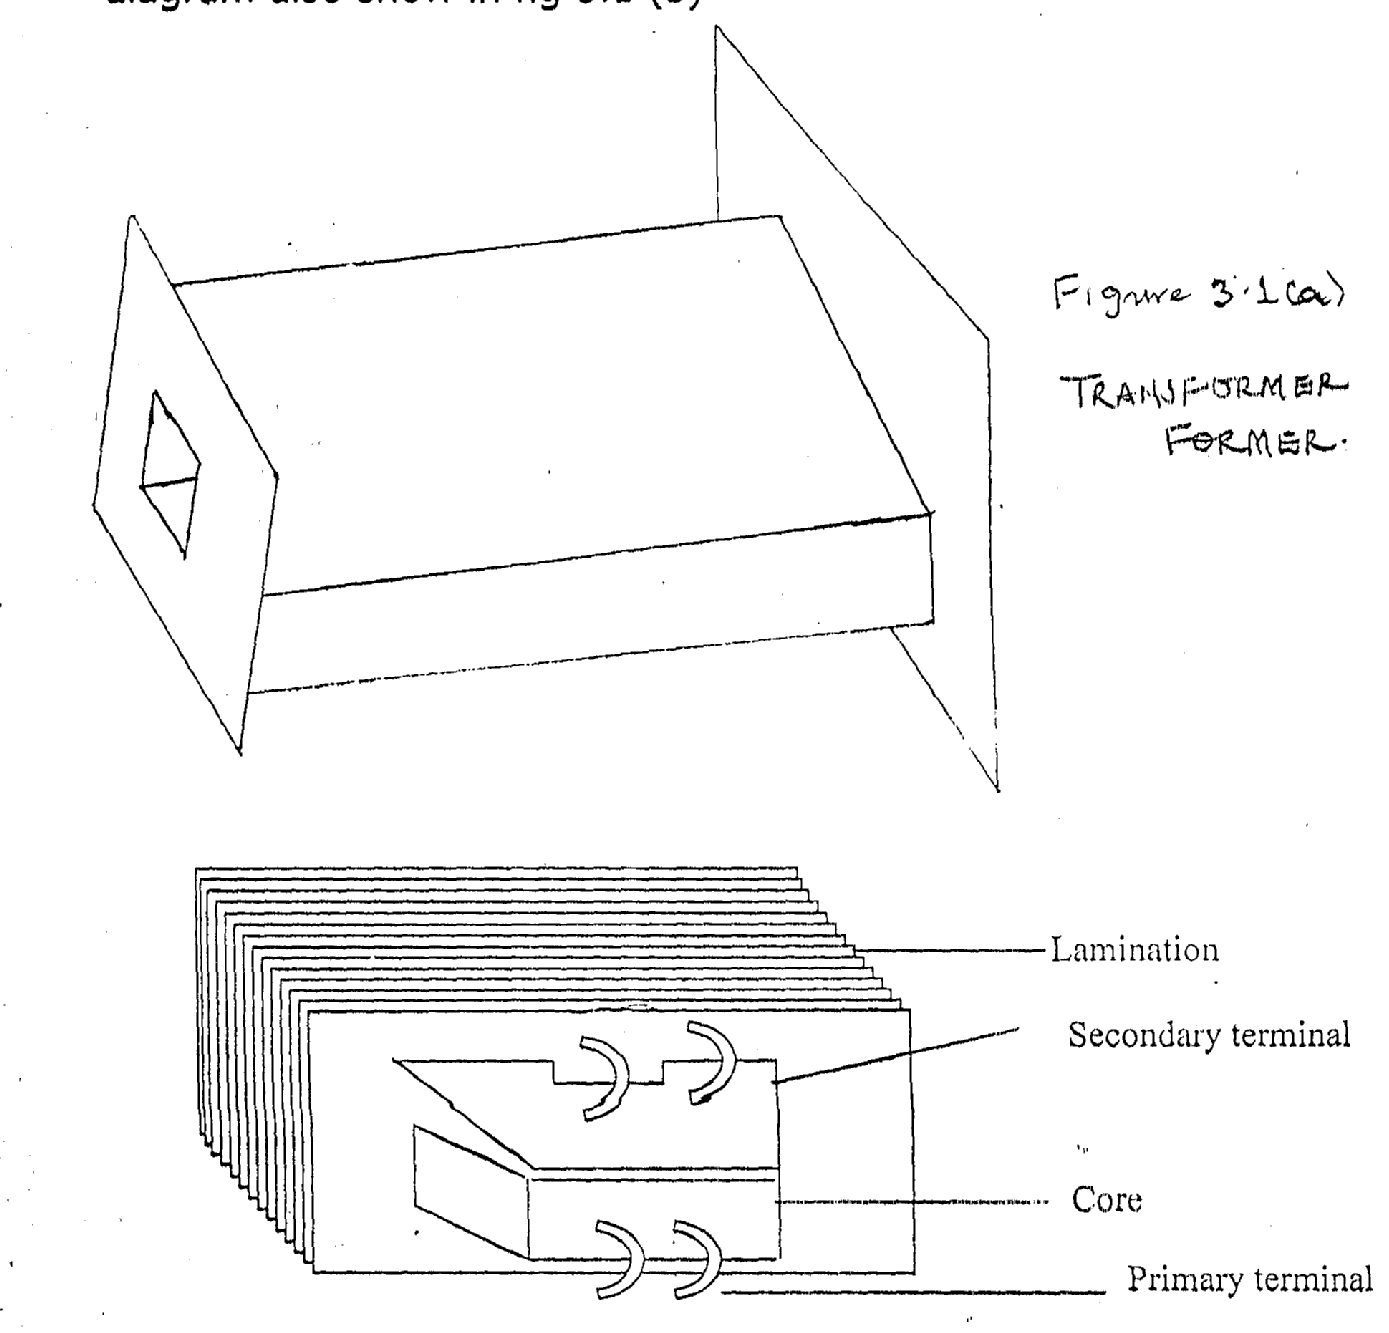 Figure 3.1(a)
TRANSFORMER
FORMER.
Lamination
Secondary terminal
Core
Primary terminal